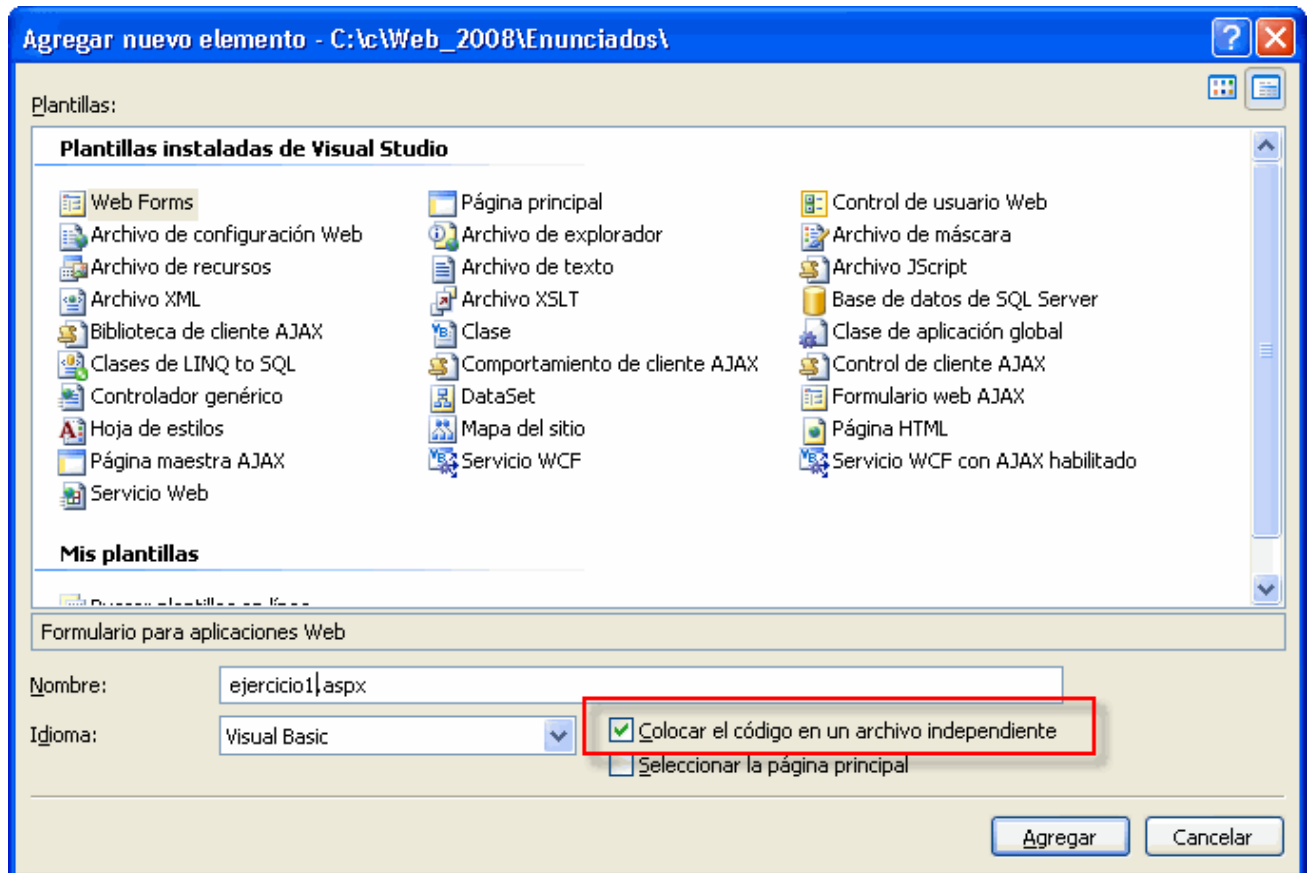 Agregar nuevo elemento - C:\c\Web_2008\Enunciados\
Plantillas:
Plantillas instaladas de Visual Studio
Web Forms
Página principal
Control de usuario Web
Archivo de configuración Web
Archivo de explorador
Archivo de máscara
Archivo de recursos
Archivo de texto
Archivo JScript
Archivo XML
Archivo XSLT
Base de datos de SQL Server
Biblioteca de cliente AJAX
Clase
Clase de aplicación global
Clases de LINQ to SQL
Comportamiento de cliente AJAX
Control de cliente AJAX
Controlador genérico
DataSet
Formulario web AJAX
Hoja de estilos
Mapa del sitio
Página HTML
Página maestra AJAX
Servicio WCF
Servicio WCF con AJAX habilitado
Servicio Web
Mis plantillas
Formulario para aplicaciones Web
Nombre:
ejercicio1.aspx
Idioma:
Visual Basic
Colocar el código en un archivo independiente
Seleccionar la página principal
Agregar
Cancelar